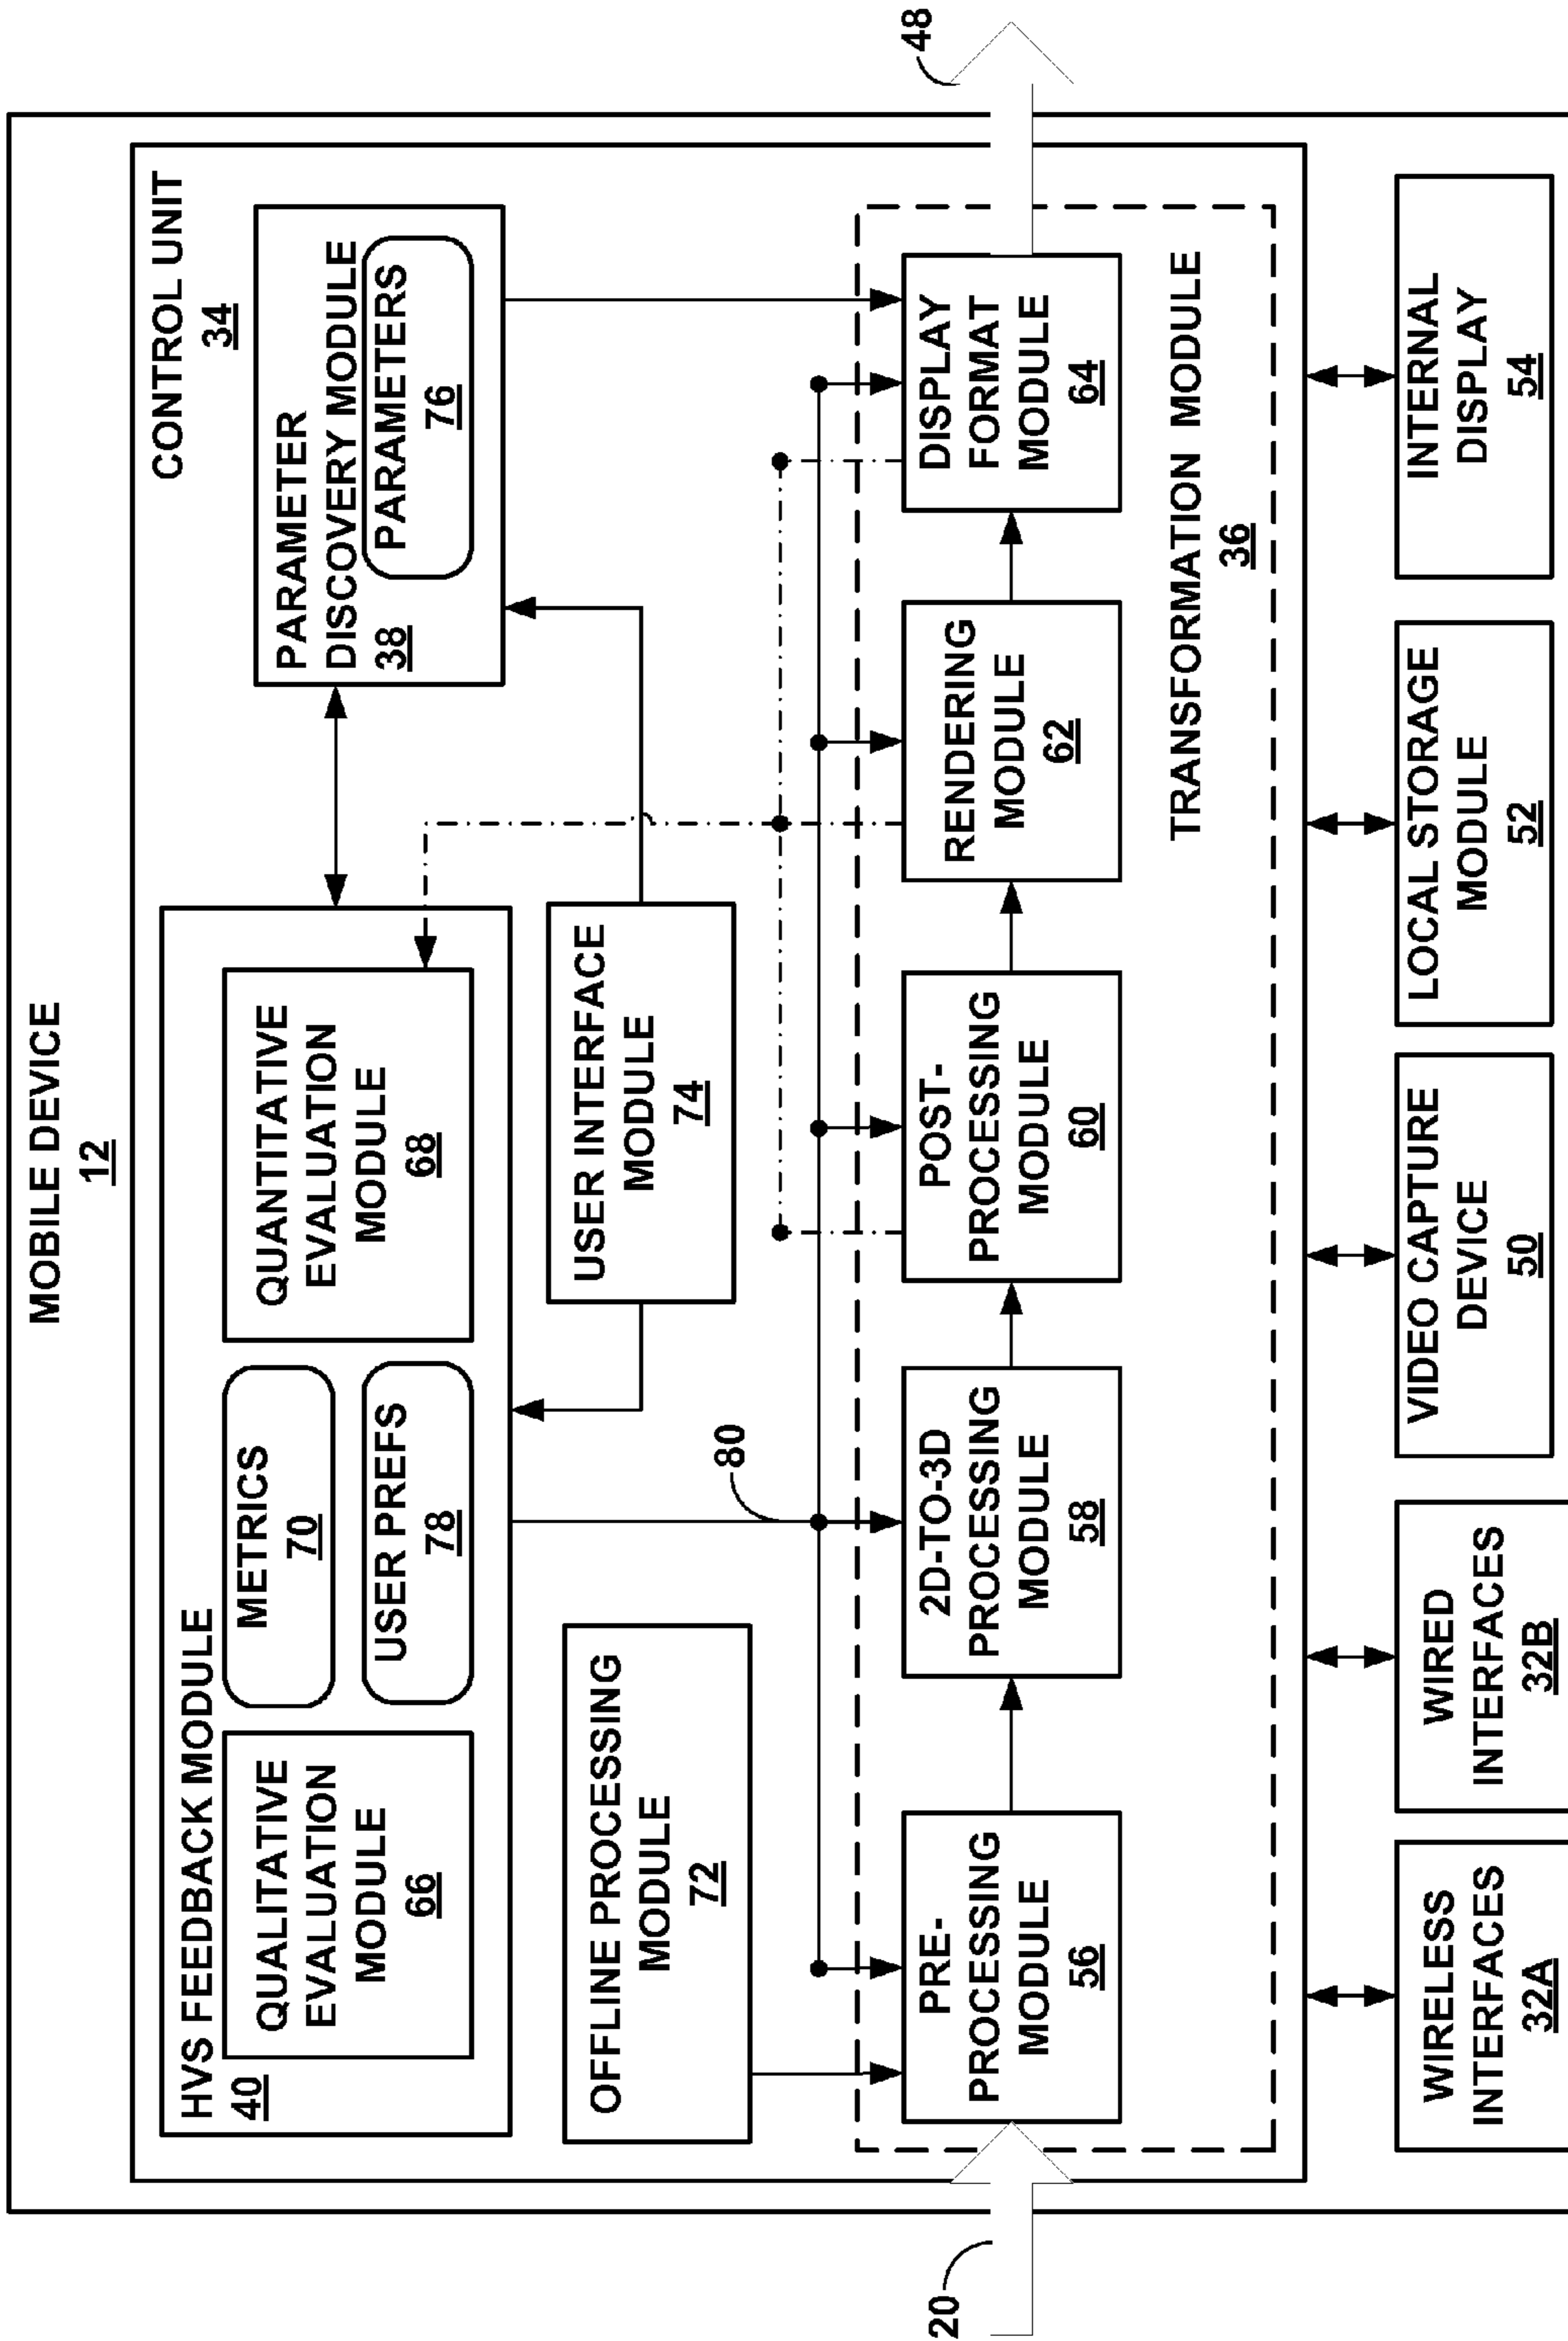 MOBILE DEVICE
12
CONTROL UNIT
34
HVS FEEDBACK MODULE
40
QUALITATIVE
EVALUATION
MODULE
66
METRICS
70
USER PREFS
78
QUANTITATIVE
EVALUATION
MODULE
68
PARAMETER
DISCOVERY MODULE
38
PARAMETERS
76
OFFLINE PROCESSING
MODULE
72
USER INTERFACE
MODULE
74
80
20
PRE-
PROCESSING
MODULE
56
2D-TO-3D
PROCESSING
MODULE
58
POST-
PROCESSING
MODULE
60
RENDERING
MODULE
62
DISPLAY
FORMAT
MODULE
64
48
TRANSFORMATION MODULE
36
WIRELESS
INTERFACES
32A
WIRED
INTERFACES
32B
VIDEO CAPTURE
DEVICE
50
LOCAL STORAGE
MODULE
52
INTERNAL
DISPLAY
54